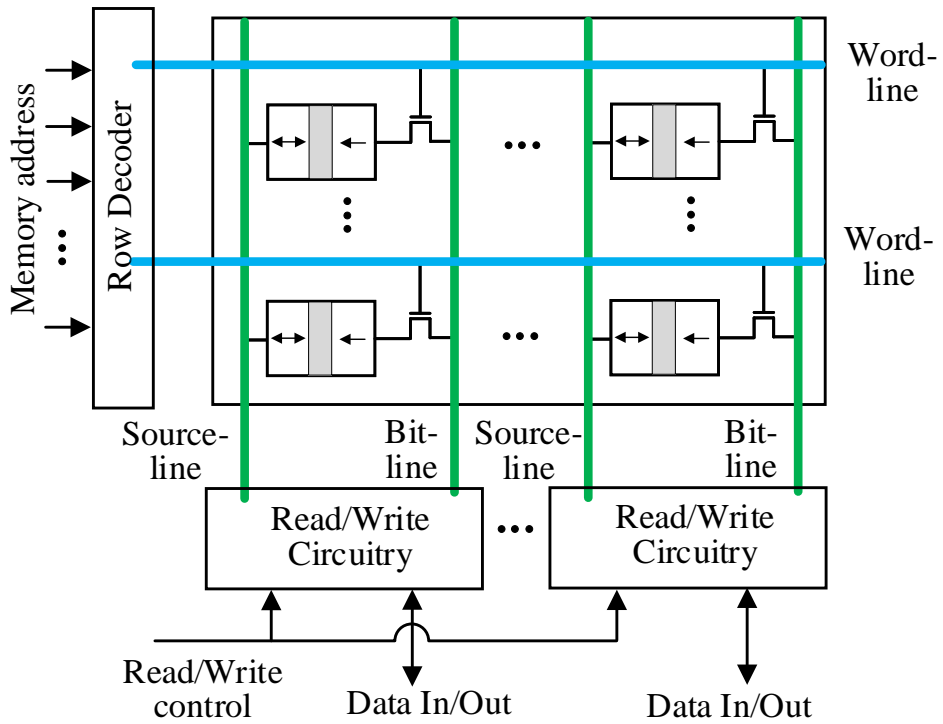 Word-
line
Memory address
Row Decoder
Word-
line
Source-
line
Bit-
line
Source-
line
Bit-
line
Read/Write
Circuitry
Read/Write
Circuitry
Read/Write
control
Data In/Out
Data In/Out